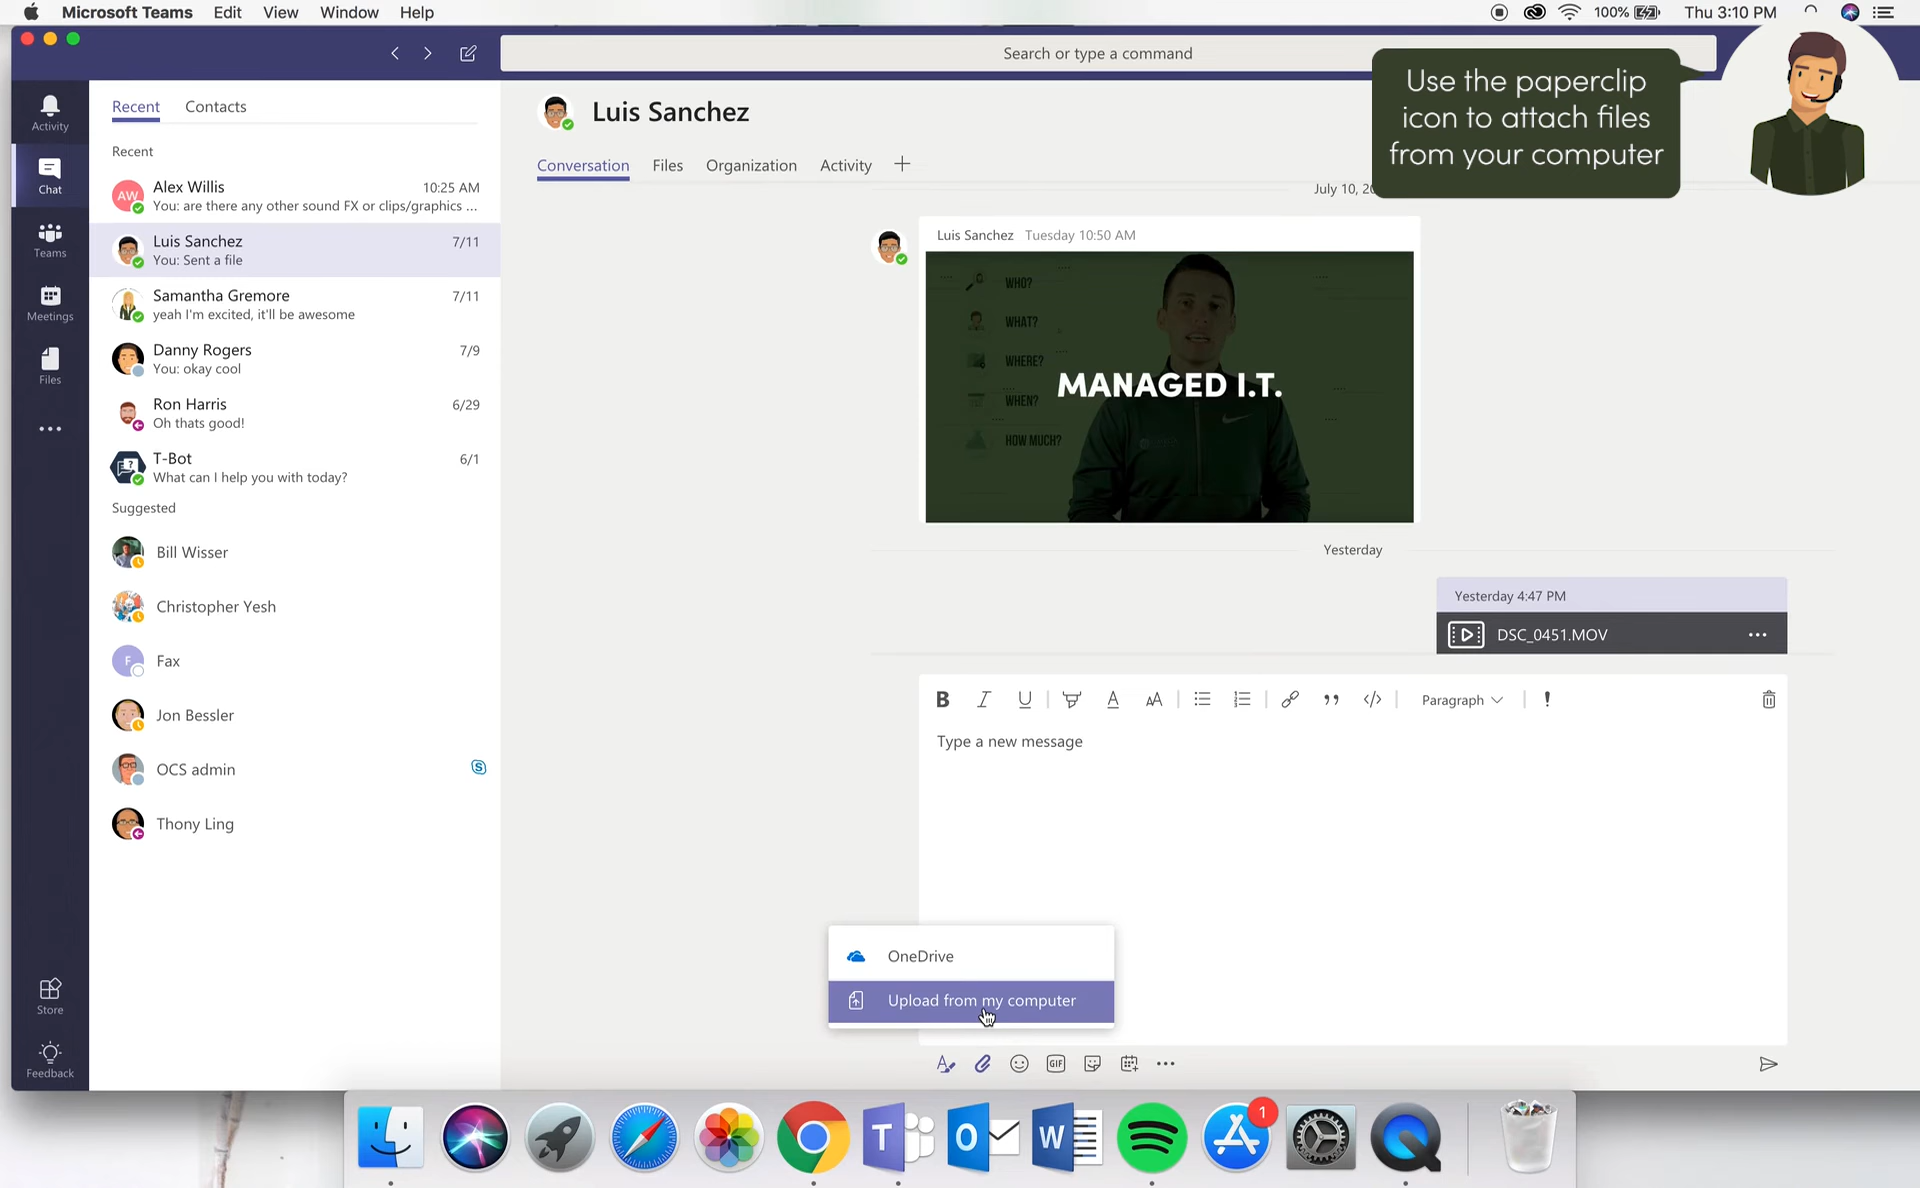 Microsoft Teams Edit View Window Help
100% Thu 3:10 PM
Search or type a command
Use the paperclip
icon to attach files
from your computer
Activity
Chat
Teams
Meetings
Files
Store
Feedback
Recent Contacts
Recent
AW
Alex Willis 10:25 AM
You: are there any other sound FX or clips/graphics ...
Luis Sanchez 7/11
You: Sent a file
Samantha Gremore 7/11
yeah I'm excited, it'll be awesome
Danny Rogers 7/9
You: okay cool
Ron Harris 6/29
Oh thats good!
T-Bot 6/1
What can I help you with today?
Suggested
Bill Wisser
Christopher Yesh
F
Fax
Jon Bessler
OCS admin
S
Thony Ling
Luis Sanchez
Conversation Files Organization Activity
July 10, 
Luis Sanchez Tuesday 10:50 AM
WHO?
WHAT?
WHERE?
WHEN?
HOW MUCH?
MANAGED I.T.
Yesterday
Yesterday 4:47 PM
DSC_0451.MOV
B I U A AA Paragraph !
Type a new message
OneDrive
Upload from my computer
GIF
T O W 1